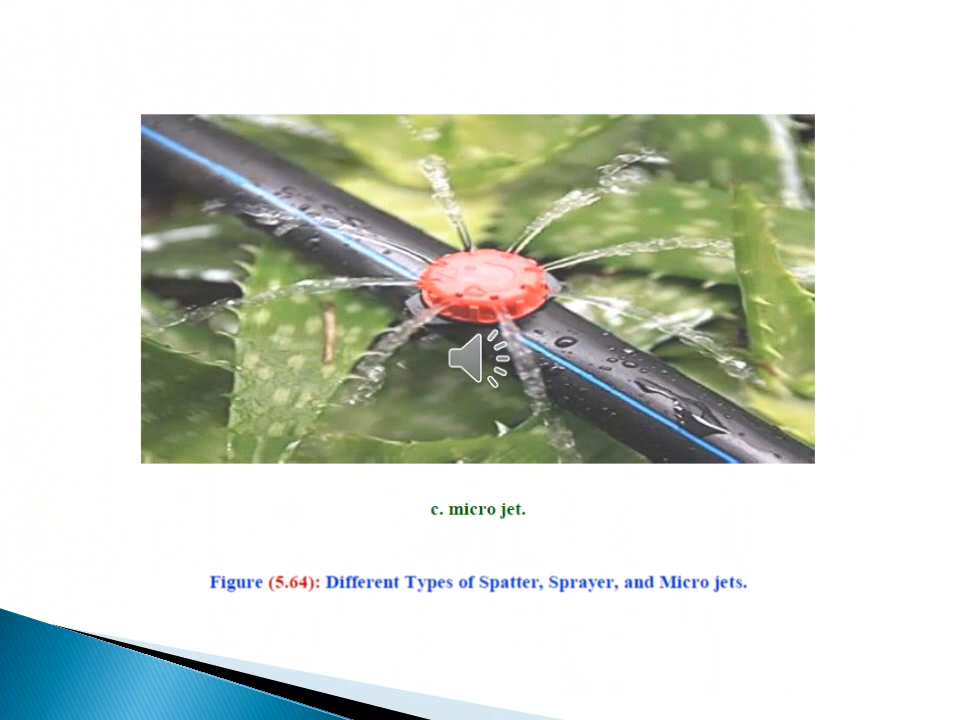 c. micro jet.
Figure (5.64): Different Types of Spatter, Sprayer, and Micro jets.